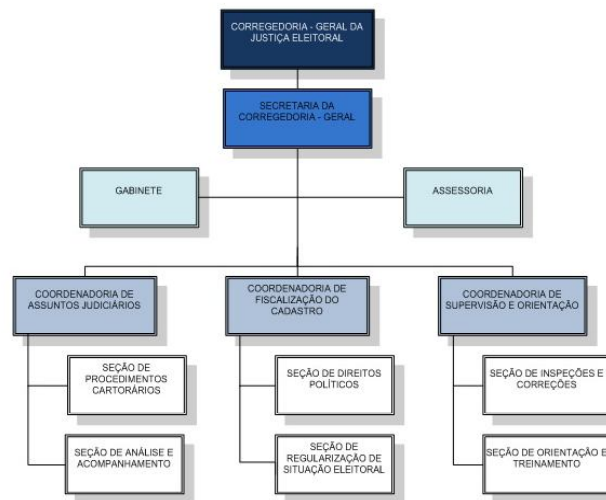 CORREGEDORIA - GERAL DA
JUSTIÇA ELEITORAL
SECRETARIA DA
CORREGEDORIA - GERAL
GABINETE
ASSESSORIA
COORDENADORIA DE
ASSUNTOS JUDICIÁRIOS
COORDENADORIA DE
FISCALIZAÇÃO DO
CADASTRO
COORDENADORIA DE
SUPERVISÃO E ORIENTAÇÃO
SEÇÃO DE
PROCEDIMENTOS
CARTORÁRIOS
SEÇÃO DE DIREITOS
POLÍTICOS
SEÇÃO DE INSPEÇÕES E
CORREÇÕES
SEÇÃO DE ANÁLISE E
ACOMPANHAMENTO
SEÇÃO DE
REGULARIZAÇÃO DE
SITUAÇÃO ELEITORAL
SEÇÃO DE ORIENTAÇÃO E
TREINAMENTO